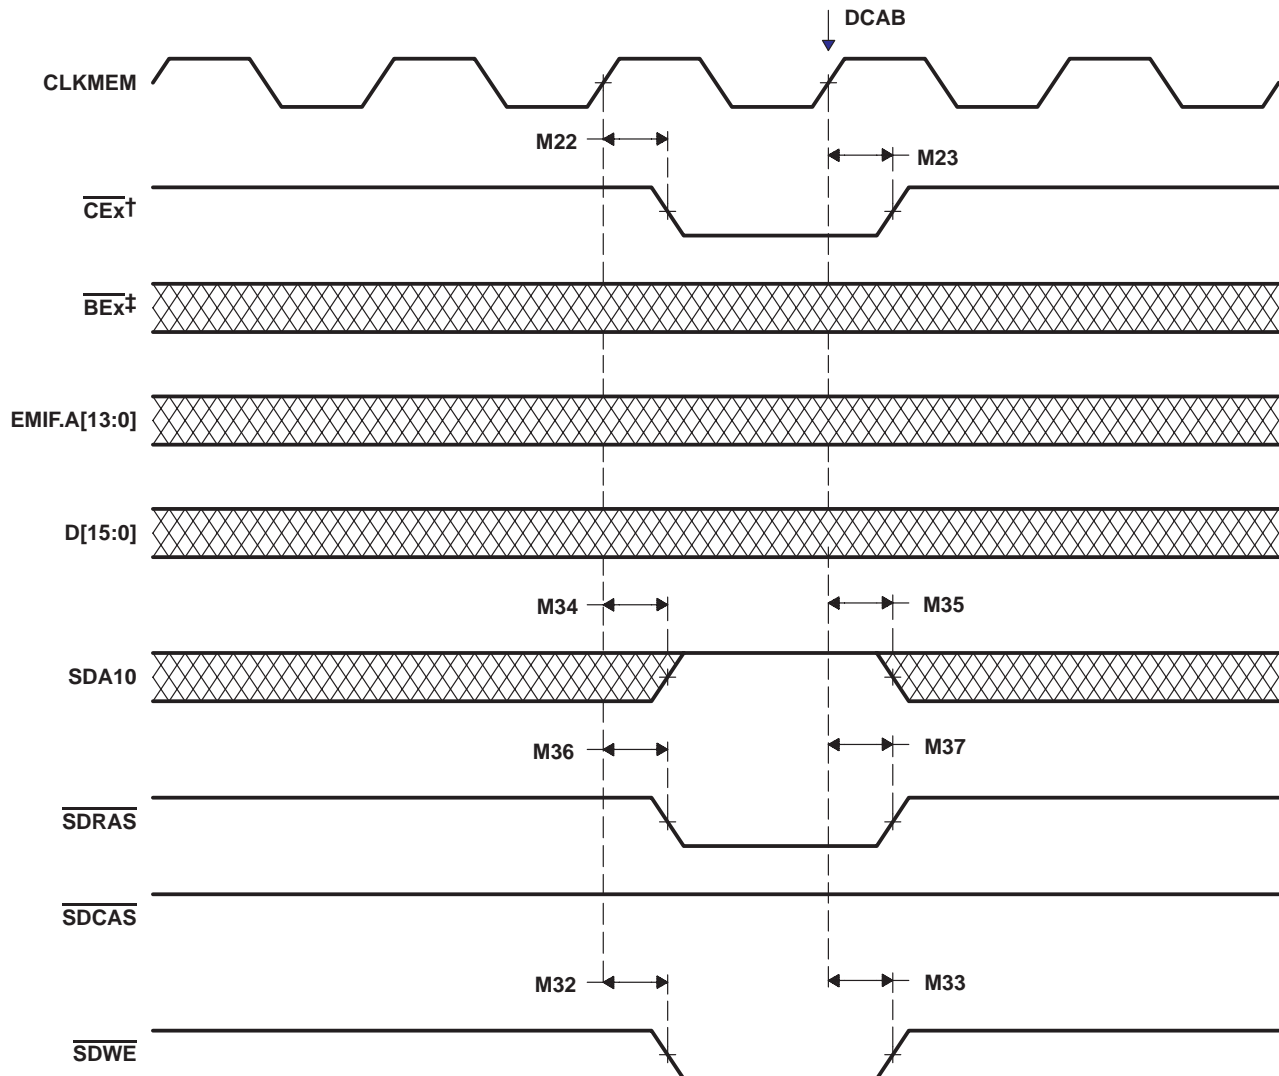 DCAB
CLKMEM
M22
M23
CEx†
BEx‡
EMIF.A[13:0]
D[15:0]
M34
M35
SDA10
M36
M37
SDRAS
SDCAS
M32
M33
SDWE